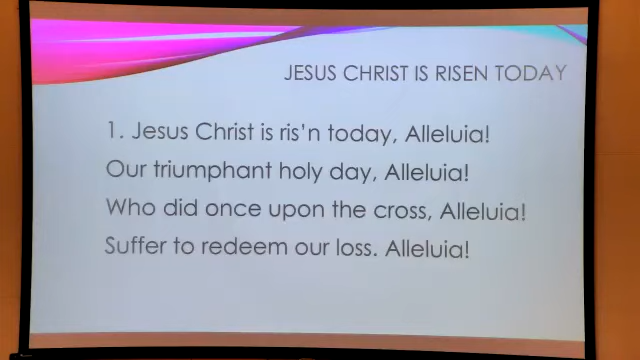 JESUS CHRIST IS RISEN TODAY
1. Jesus Christ is ris'n today, Alleluia!
Our triumphant holy day, Alleluia!
Who did once upon the cross, Alleluia!
Suffer to redeem our loss. Alleluia!